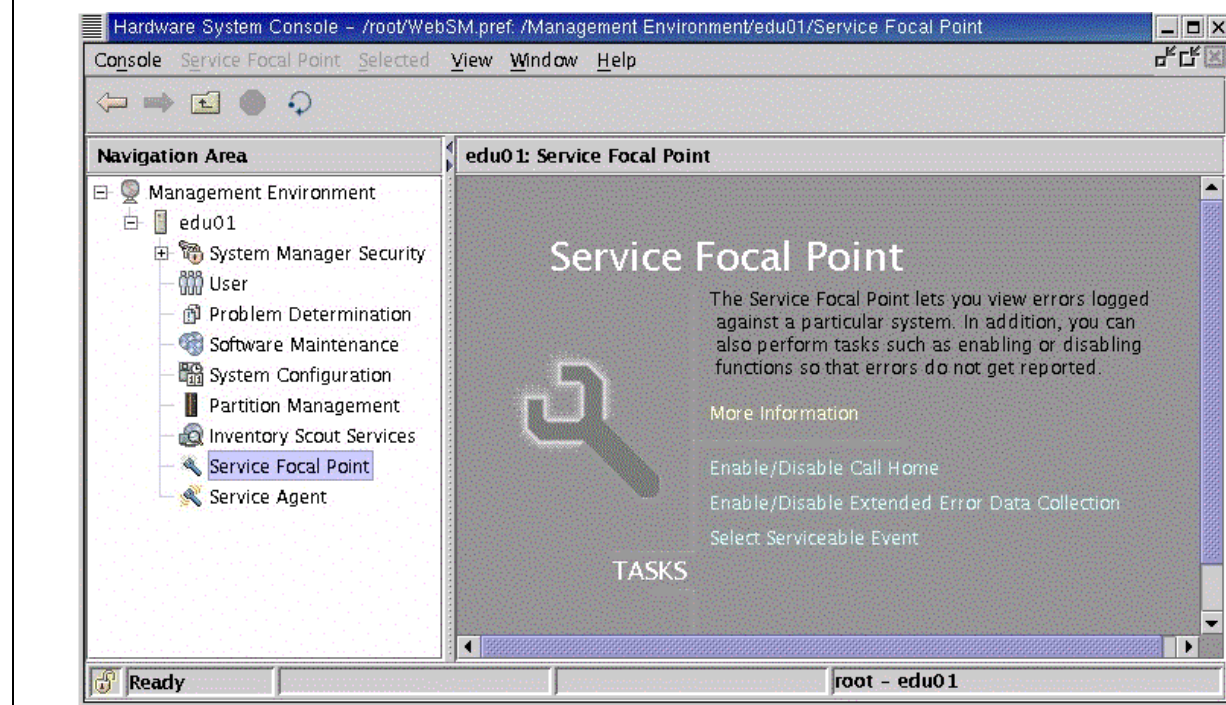 Hardware System Console – /root/WebSM.pref: /Management Environment/edu01/Service Focal Point
Console Service Focal Point Selected View Window Help
Navigation Area
edu01: Service Focal Point
Management Environment
edu01
System Manager Security
User
Problem Determination
Software Maintenance
System Configuration
Partition Management
Inventory Scout Services
Service Focal Point
Service Agent
Service Focal Point
The Service Focal Point lets you view errors logged
against a particular system. In addition, you can
also perform tasks such as enabling or disabling
functions so that errors do not get reported.
More Information
Enable/Disable Call Home
Enable/Disable Extended Error Data Collection
Select Serviceable Event
TASKS
Ready
root – edu01